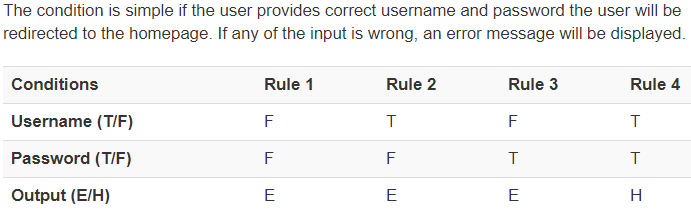 The condition is simple if the user provides correct username and password the user will be
redirected to the homepage. If any of the input is wrong, an error message will be displayed.
Conditions Rule 1 Rule 2 Rule 3 Rule 4
Username (T/F) F T F T
Password (T/F) F F T T
Output (E/H) E E E H